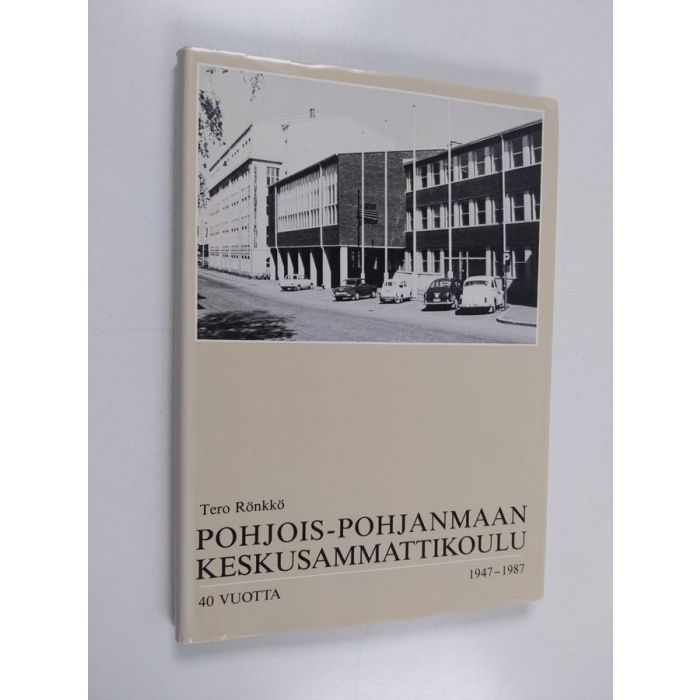 P
Tero Rönkkö
POHJOIS-POHJANMAAN
KESKUSAMMATTIKOULU
40 VUOTTA
1947–1987